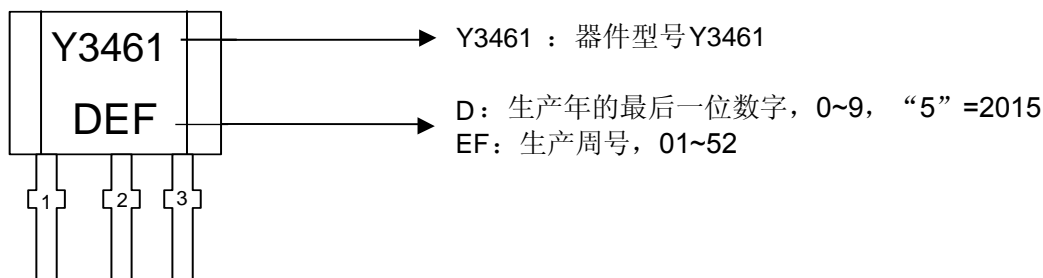 Y3461
Y3461 ：器件型号Y3461
DEF
D：生产年的最后一位数字，0~9，“5”=2015
EF：生产周号，01~52
1 2 3